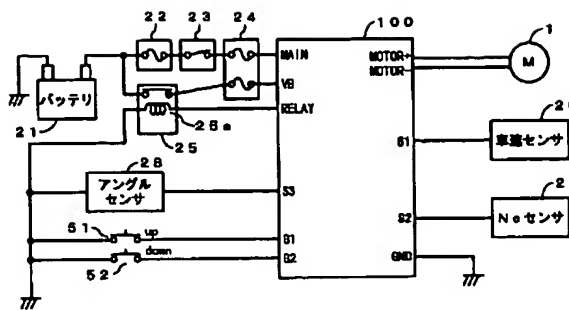 22 23 24
100
1
MAIN
MOTOR+
MOTOR-
M
VB
バッテリ
RELAY
21
26a
25
S1
車速センサ
28
アングル
センサ
S3
2
S2
Neセンサ
51 up
B1
52 down
B2
GND